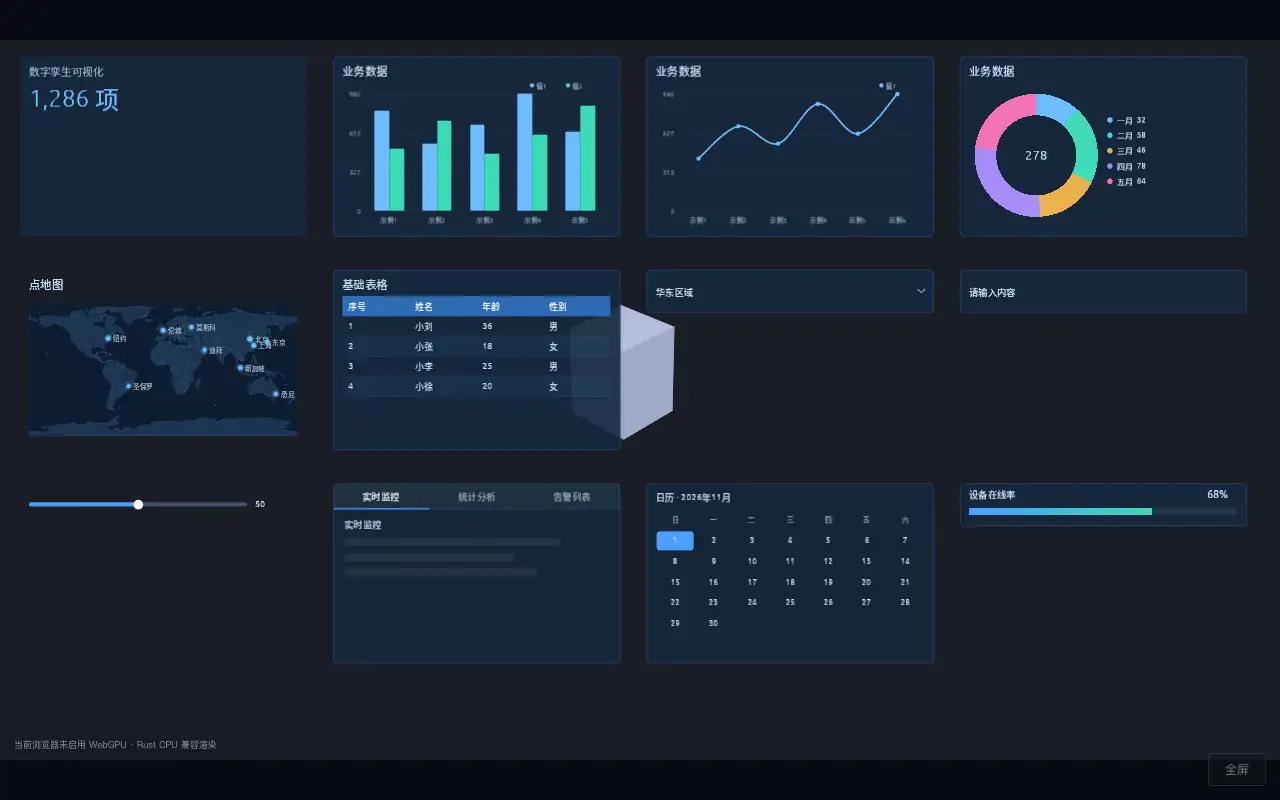 数字孪生可视化
1,286 项
业务数据
值1
值2
940
627
313
0
示例1
示例2
示例3
示例4
示例5
业务数据
值1
940
627
313
0
示例1
示例2
示例3
示例4
示例5
示例6
业务数据
278
一月 32
二月 58
三月 46
四月 78
五月 64
点地图
伦敦
莫斯科
纽约
北京
上海
东京
迪拜
新加坡
圣保罗
悉尼
基础表格
序号 姓名 年龄 性别
1 小刘 36 男
2 小张 18 女
3 小李 25 男
4 小徐 20 女
华东区域
请输入内容
50
实时监控 统计分析 告警列表
实时监控
日历 · 2026年11月
日 一 二 三 四 五 六
1 2 3 4 5 6 7
8 9 10 11 12 13 14
15 16 17 18 19 20 21
22 23 24 25 26 27 28
29 30
设备在线率 68%
当前浏览器未启用 WebGPU · Rust CPU 兼容渲染
全屏